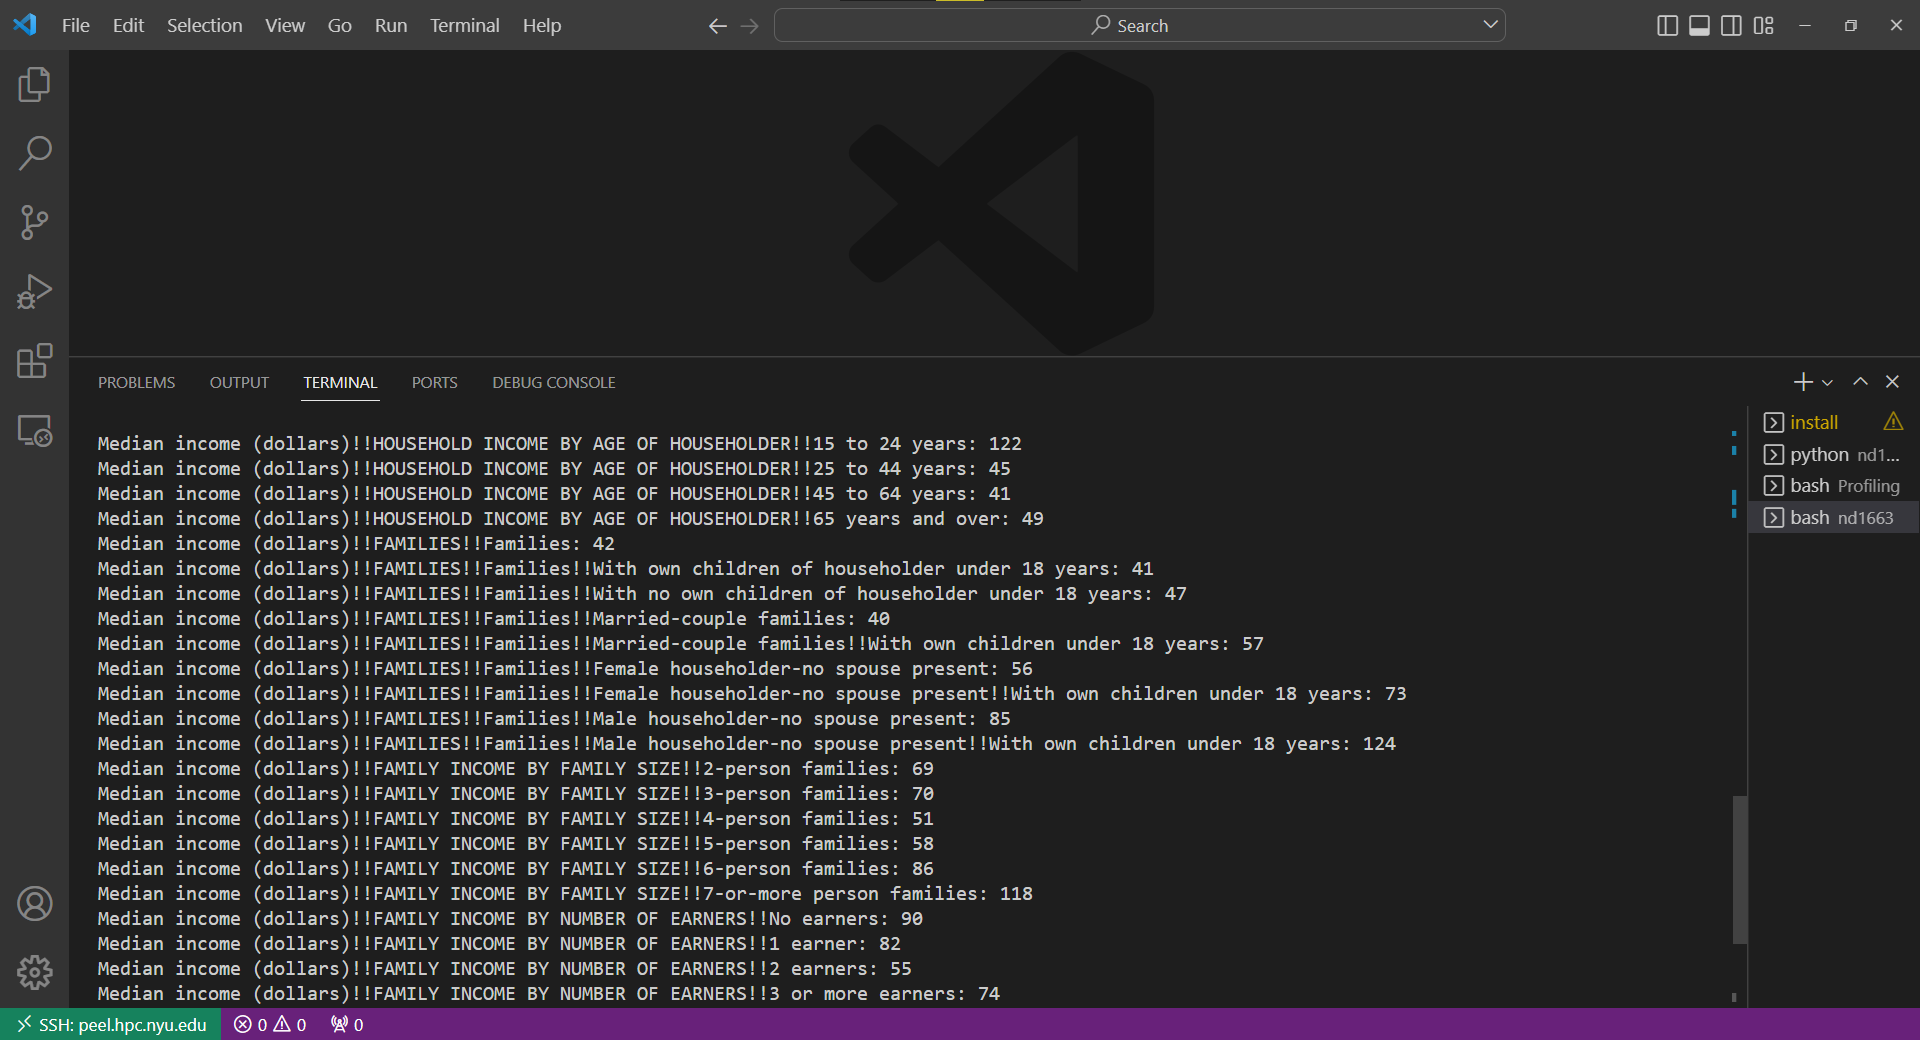 File Edit Selection View Go Run Terminal Help
Search
PROBLEMS OUTPUT TERMINAL PORTS DEBUG CONSOLE
Median income (dollars)!!HOUSEHOLD INCOME BY AGE OF HOUSEHOLDER!!15 to 24 years: 122
Median income (dollars)!!HOUSEHOLD INCOME BY AGE OF HOUSEHOLDER!!25 to 44 years: 45
Median income (dollars)!!HOUSEHOLD INCOME BY AGE OF HOUSEHOLDER!!45 to 64 years: 41
Median income (dollars)!!HOUSEHOLD INCOME BY AGE OF HOUSEHOLDER!!65 years and over: 49
Median income (dollars)!!FAMILIES!!Families: 42
Median income (dollars)!!FAMILIES!!Families!!With own children of householder under 18 years: 41
Median income (dollars)!!FAMILIES!!Families!!With no own children of householder under 18 years: 47
Median income (dollars)!!FAMILIES!!Families!!Married-couple families: 40
Median income (dollars)!!FAMILIES!!Families!!Married-couple families!!With own children under 18 years: 57
Median income (dollars)!!FAMILIES!!Families!!Female householder-no spouse present: 56
Median income (dollars)!!FAMILIES!!Families!!Female householder-no spouse present!!With own children under 18 years: 73
Median income (dollars)!!FAMILIES!!Families!!Male householder-no spouse present: 85
Median income (dollars)!!FAMILIES!!Families!!Male householder-no spouse present!!With own children under 18 years: 124
Median income (dollars)!!FAMILY INCOME BY FAMILY SIZE!!2-person families: 69
Median income (dollars)!!FAMILY INCOME BY FAMILY SIZE!!3-person families: 70
Median income (dollars)!!FAMILY INCOME BY FAMILY SIZE!!4-person families: 51
Median income (dollars)!!FAMILY INCOME BY FAMILY SIZE!!5-person families: 58
Median income (dollars)!!FAMILY INCOME BY FAMILY SIZE!!6-person families: 86
Median income (dollars)!!FAMILY INCOME BY FAMILY SIZE!!7-or-more person families: 118
Median income (dollars)!!FAMILY INCOME BY NUMBER OF EARNERS!!No earners: 90
Median income (dollars)!!FAMILY INCOME BY NUMBER OF EARNERS!!1 earner: 82
Median income (dollars)!!FAMILY INCOME BY NUMBER OF EARNERS!!2 earners: 55
Median income (dollars)!!FAMILY INCOME BY NUMBER OF EARNERS!!3 or more earners: 74
install
python nd1...
bash Profiling
bash nd1663
SSH: peel.hpc.nyu.edu 0 0 0